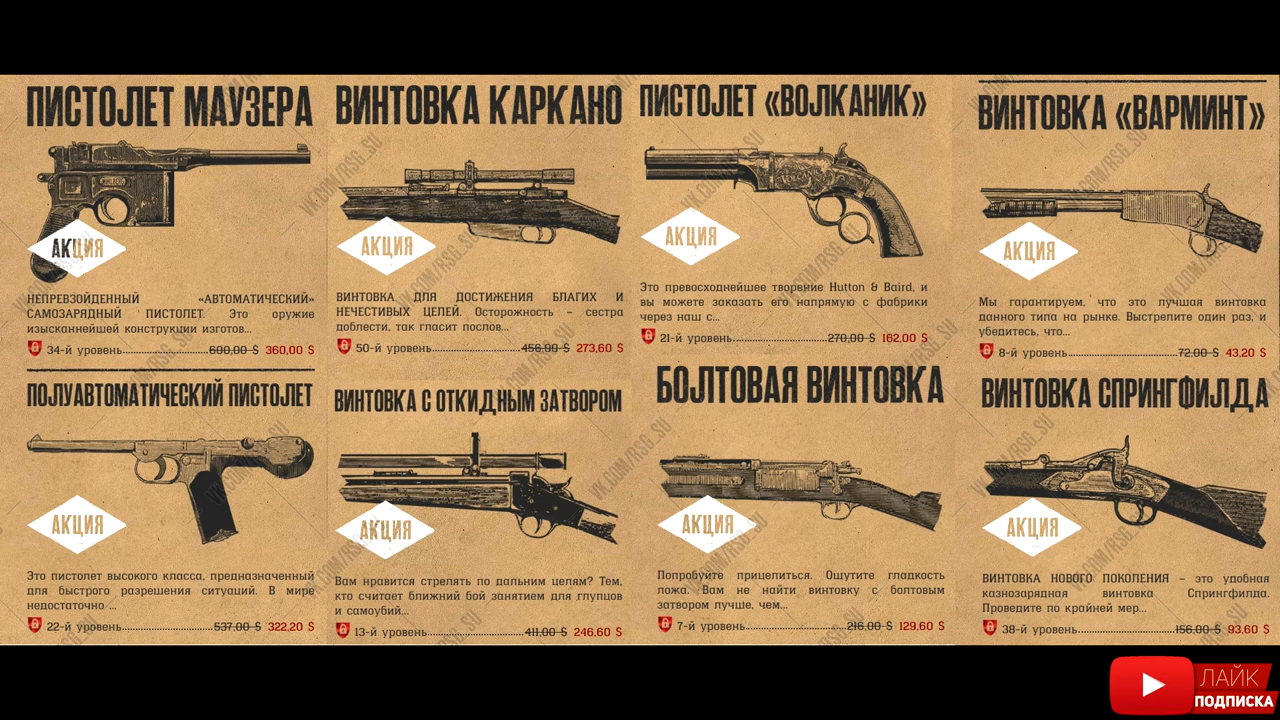 ПИСТОЛЕТ МАУЗЕРА
АКЦИЯ
НЕПРЕВЗОЙДЕННЫЙ «АВТОМАТИЧЕСКИЙ»
САМОЗАРЯДНЫЙ ПИСТОЛЕТ. Это оружие
изысканнейшей конструкции изготов...
34-й уровень 600,00 $ 360,00 $
ВИНТОВКА КАРКАНО
АКЦИЯ
ВИНТОВКА ДЛЯ ДОСТИЖЕНИЯ БЛАГИХ И
НЕЧЕСТИВЫХ ЦЕЛЕЙ. Осторожность – сестра
доблести, так гласит послов...
50-й уровень 456,00 $ 273,60 $
ПИСТОЛЕТ «ВОЛКАНИК»
АКЦИЯ
Это превосходнейшее творение Hutton & Baird, и
вы можете заказать его напрямую с фабрики
через наш с...
21-й уровень 270,00 $ 162,00 $
ВИНТОВКА «ВАРМИНТ»
АКЦИЯ
Мы гарантируем, что это лучшая винтовка
данного типа на рынке. Выстрелите один раз, и
убедитесь, что...
8-й уровень 72,00 $ 43,20 $
ПОЛУАВТОМАТИЧЕСКИЙ ПИСТОЛЕТ
АКЦИЯ
Это пистолет высокого класса, предназначенный
для быстрого разрешения ситуаций. В мире
недостаточно ...
22-й уровень 537,00 $ 322,20 $
ВИНТОВКА С ОТКИДНЫМ ЗАТВОРОМ
АКЦИЯ
Вам нравится стрелять по дальним целям? Тем,
кто считает ближний бой занятием для глупцов
и самоубий...
13-й уровень 411,00 $ 246,60 $
БОЛТОВАЯ ВИНТОВКА
АКЦИЯ
Попробуйте прицелиться. Ощутите гладкость
ложа. Вам не найти винтовку с болтовым
затвором лучше, чем...
7-й уровень 216,00 $ 129,60 $
ВИНТОВКА СПРИНГФИЛДА
АКЦИЯ
ВИНТОВКА НОВОГО ПОКОЛЕНИЯ – это удобная
казнозарядная винтовка Спрингфилда.
Проведите по крайней мер...
38-й уровень 156,00 $ 93,60 $
VK.COM/RSG_SU
ЛАЙК
ПОДПИСКА